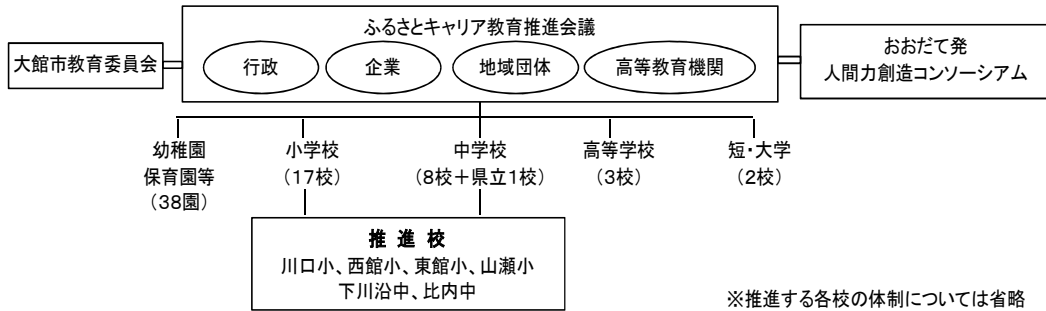 ふるさとキャリア教育推進会議
大館市教育委員会
行政
企業
地域団体
高等教育機関
おおだて発
人間力創造コンソーシアム
幼稚園
保育園等
(38園)
小学校
(17校)
中学校
(8校+県立1校)
高等学校
(3校)
短・大学
(2校)
推進校
川口小、西館小、東館小、山瀬小
下川沿中、比内中
※推進する各校の体制については省略